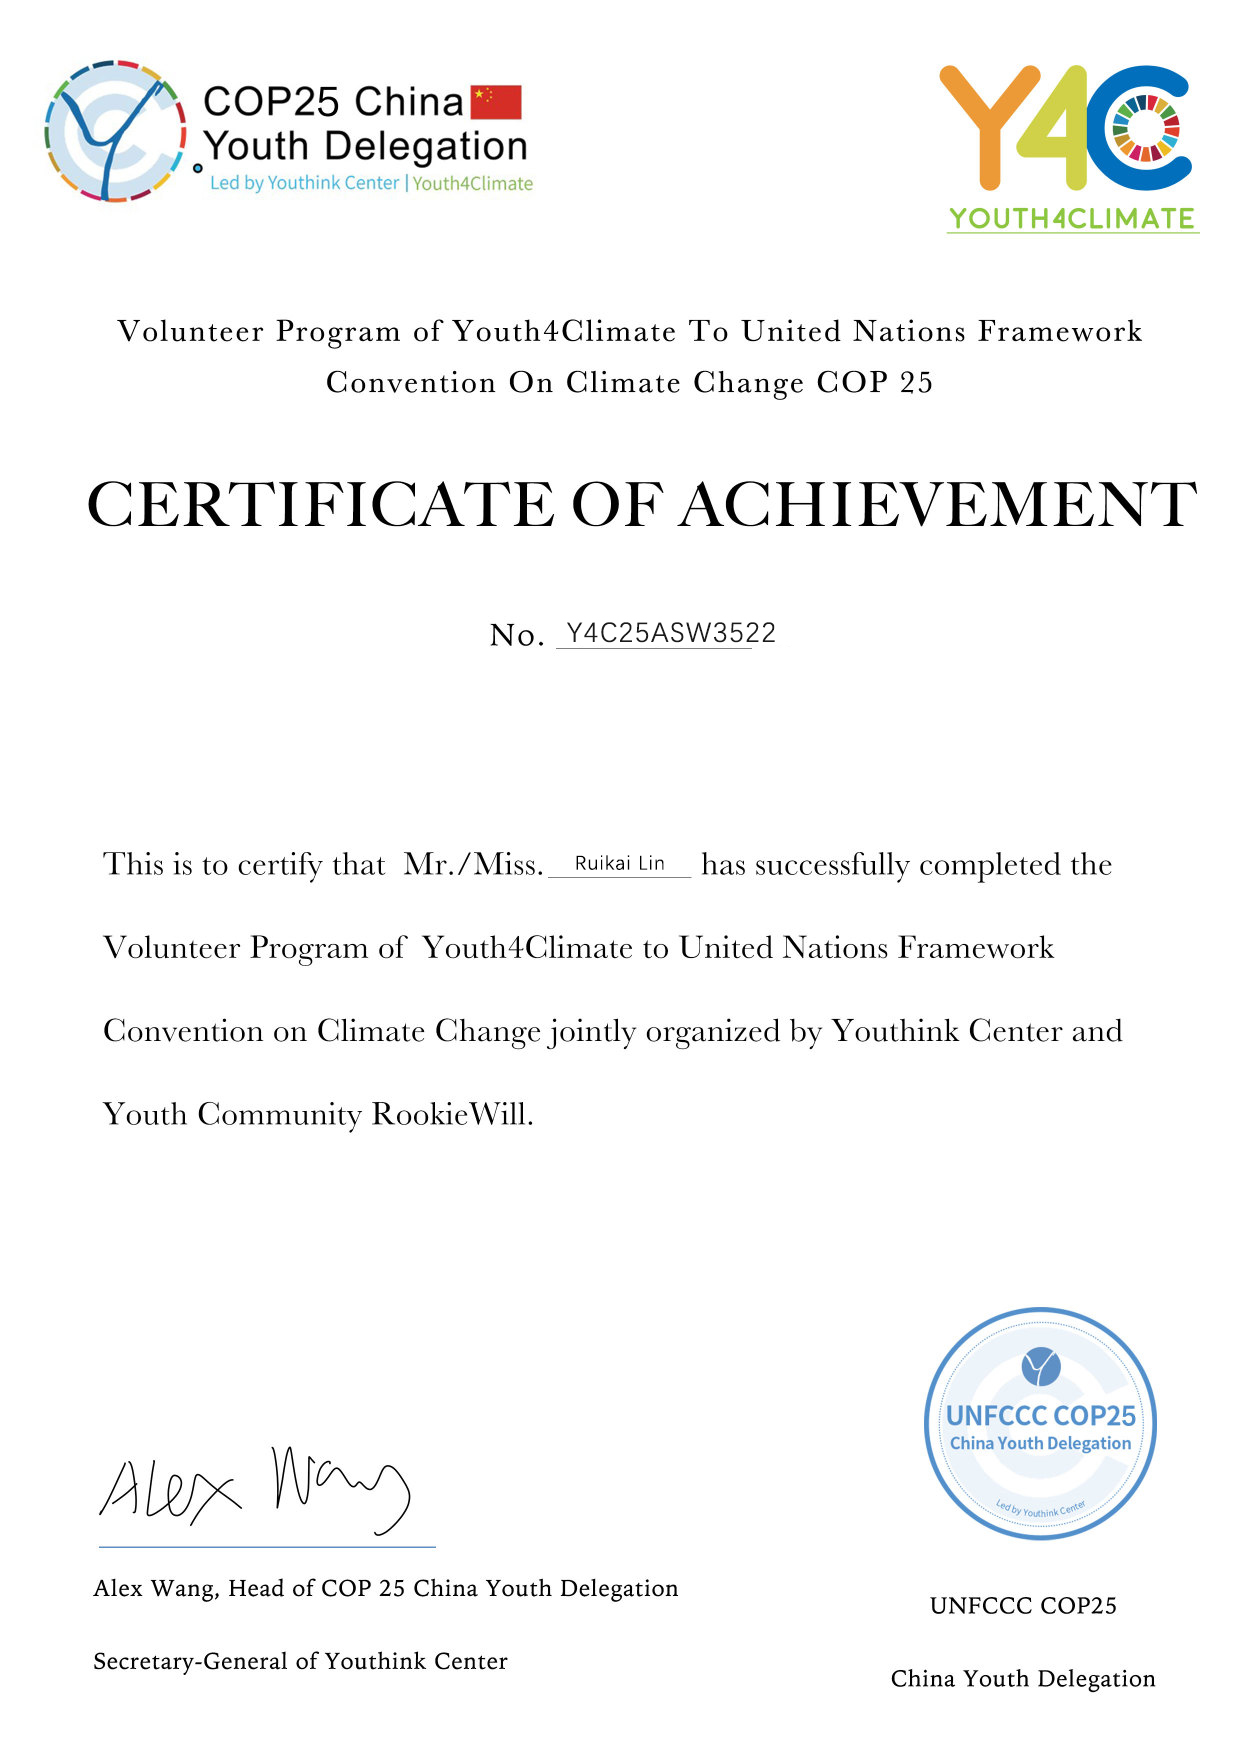 COP25 China
Youth Delegation
Led by Youthink Center | Youth4Climate
Y4C
YOUTH4CLIMATE
Volunteer Program of Youth4Climate To United Nations Framework
Convention On Climate Change COP 25
CERTIFICATE OF ACHIEVEMENT
No. Y4C25ASW3522
This is to certify that Mr./Miss. Ruikai Lin has successfully completed the
Volunteer Program of Youth4Climate to United Nations Framework
Convention on Climate Change jointly organized by Youthink Center and
Youth Community RookieWill.
UNFCCC COP25
China Youth Delegation
Led by Youthink Center
Alex Wang
Alex Wang, Head of COP 25 China Youth Delegation
Secretary-General of Youthink Center
UNFCCC COP25
China Youth Delegation